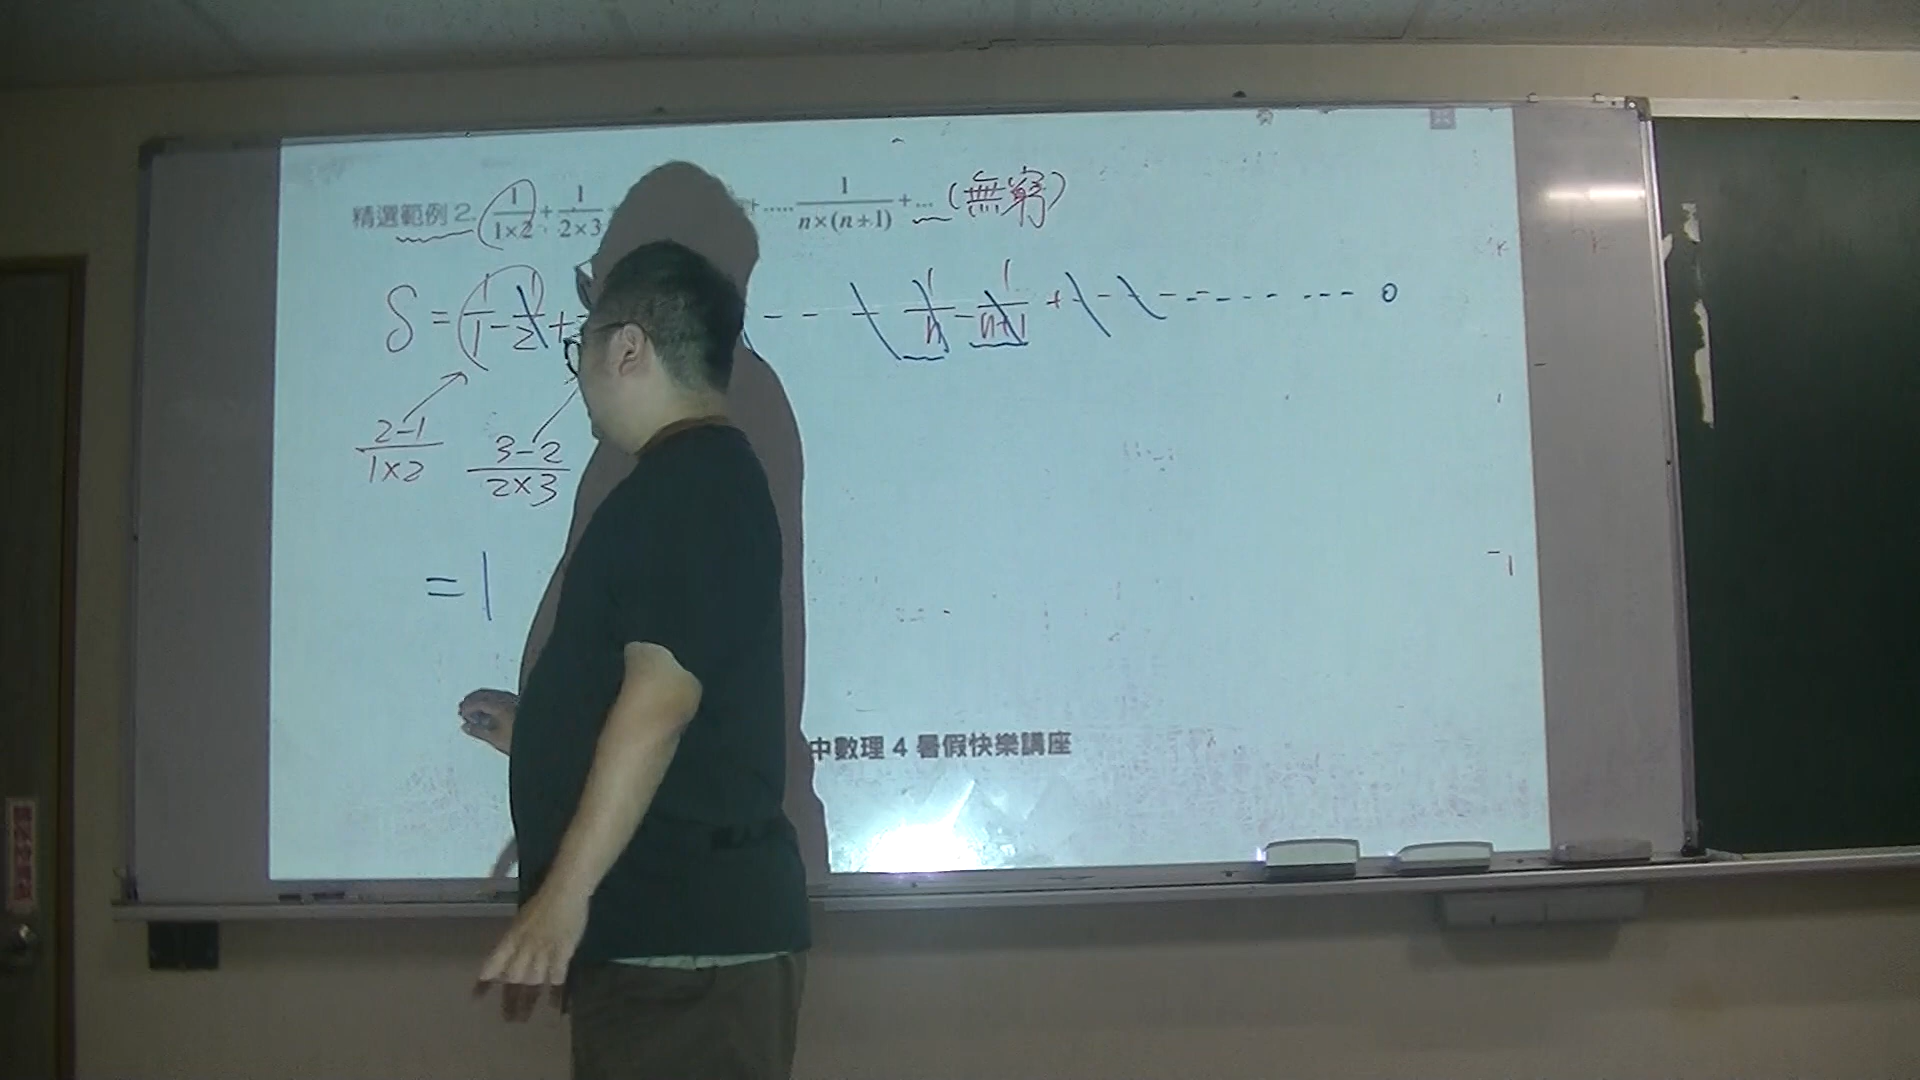 精選範例 2. 1/(1×2) + 1/(2×3) + ..... 1/(n×(n+1)) + ... (無窮)
S = (1/1 - 1/2 + - - - 1/n - 1/(n+1) + - - - - - - - - - - 0
(2-1)/(1×2) (3-2)/(2×3)
= 1
中數理 4 暑假快樂講座